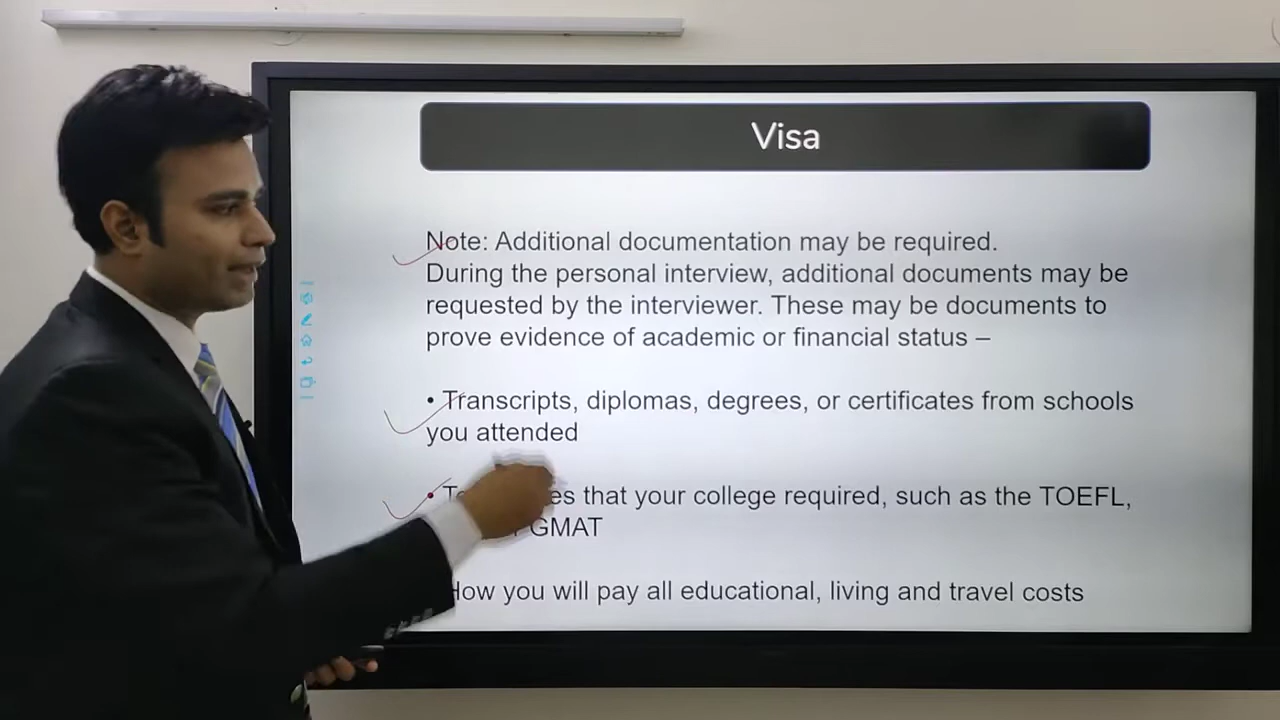 Visa
Note: Additional documentation may be required.
During the personal interview, additional documents may be
requested by the interviewer. These may be documents to
prove evidence of academic or financial status –
• Transcripts, diplomas, degrees, or certificates from schools
you attended
• that your college required, such as the TOEFL,
GMAT
How you will pay all educational, living and travel costs